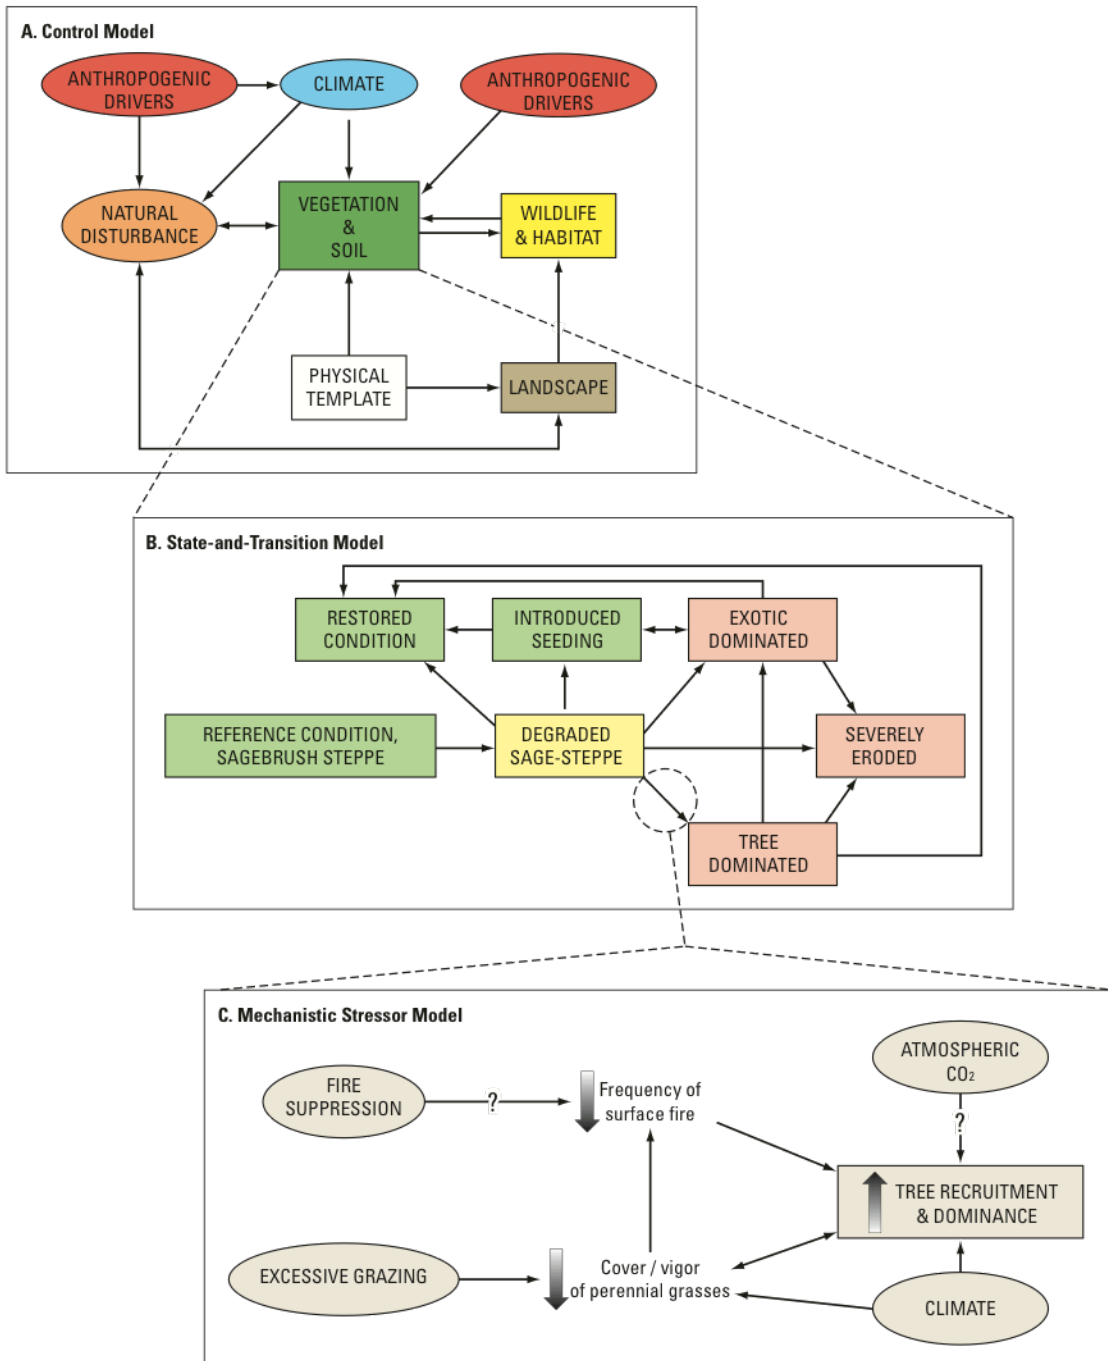 A. Control Model
ANTHROPOGENIC
DRIVERS
CLIMATE
ANTHROPOGENIC
DRIVERS
NATURAL
DISTURBANCE
VEGETATION
&
SOIL
WILDLIFE
& HABITAT
PHYSICAL
TEMPLATE
LANDSCAPE
B. State-and-Transition Model
RESTORED
CONDITION
INTRODUCED
SEEDING
EXOTIC
DOMINATED
REFERENCE CONDITION,
SAGEBRUSH STEPPE
DEGRADED
SAGE-STEPPE
SEVERELY
ERODED
TREE
DOMINATED
C. Mechanistic Stressor Model
FIRE
SUPPRESSION
?
Frequency of
surface fire
ATMOSPHERIC
CO₂
?
TREE RECRUITMENT
& DOMINANCE
EXCESSIVE GRAZING
Cover / vigor
of perennial grasses
CLIMATE